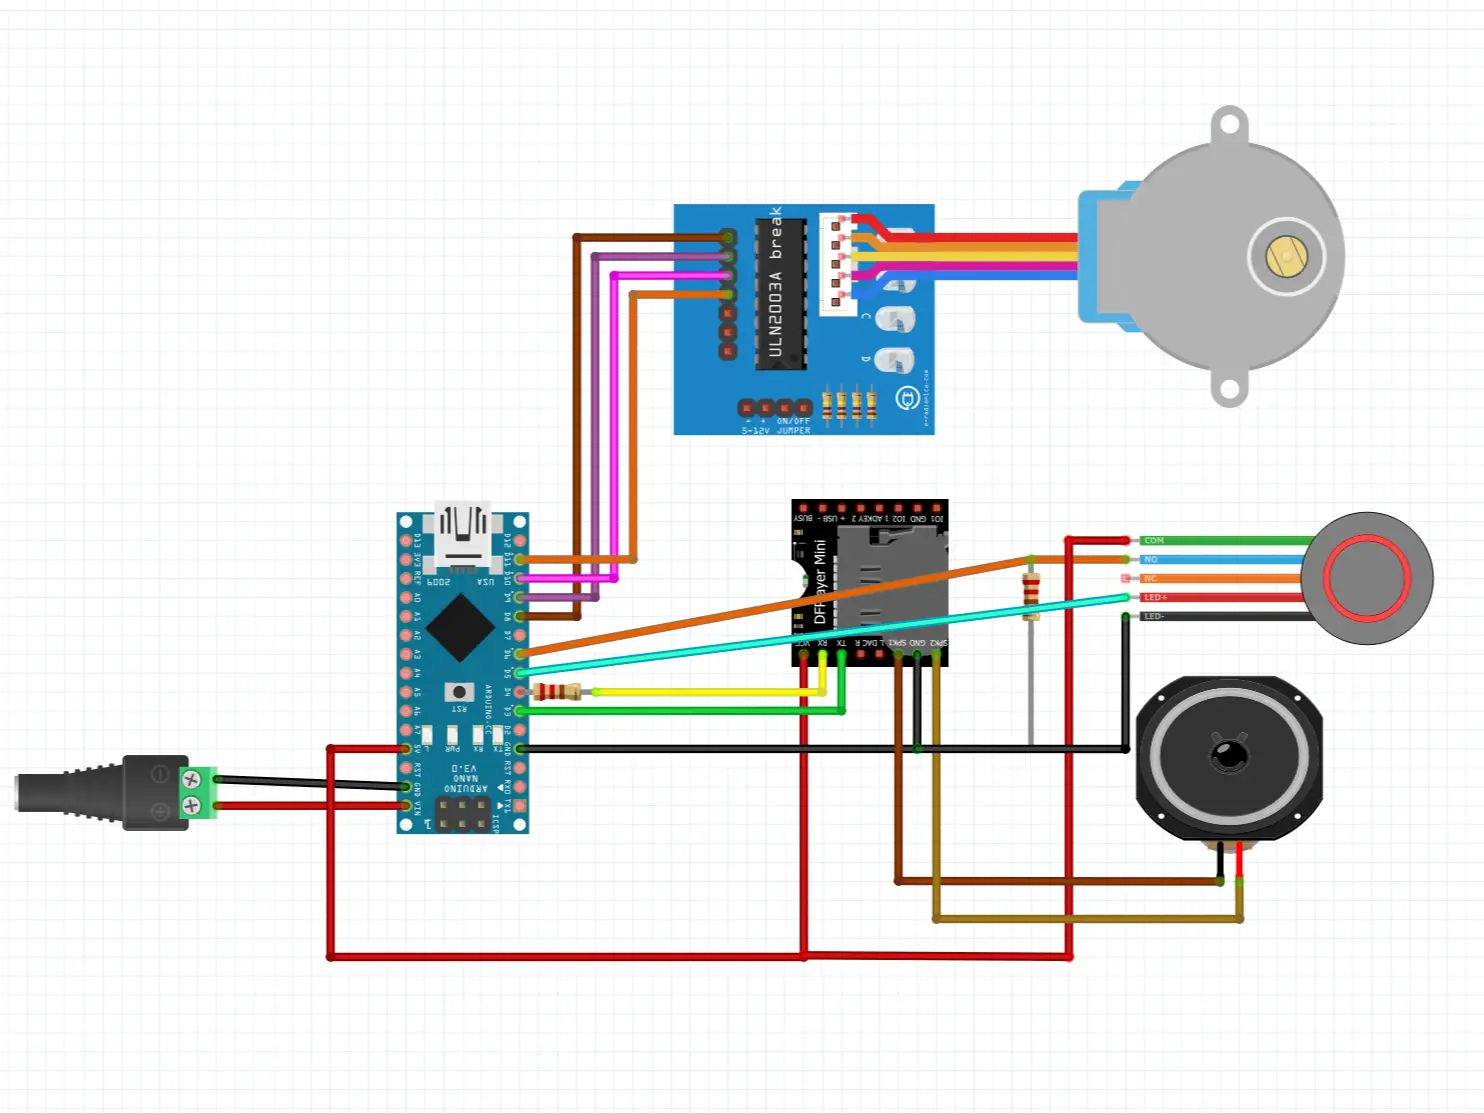 ULN2003A break
C
D
- + ON/OFF
5-12V JUMPER
e-radionica.com
BUSY USB - USB + ADKEY 2 ADKEY 1 IO2 GND IO1
DFPlayer Mini
VCC RX TX DAC R DAC L SPK1 GND SPK2
COM
NO
NC
LED+
LED-
D13
3V3
REF
A0
A1
A2
A3
A4
A5
A6
A7
5V
RST
GND
VIN
D12
D11
D10
D9
D8
D7
D6
D5
D4
D3
D2
GND
RST
RX0
TX1
USA
2009
RST
ARDUINO.CC
L PWR RX TX
ARDUINO
NANO
V3.0
ICSP
1